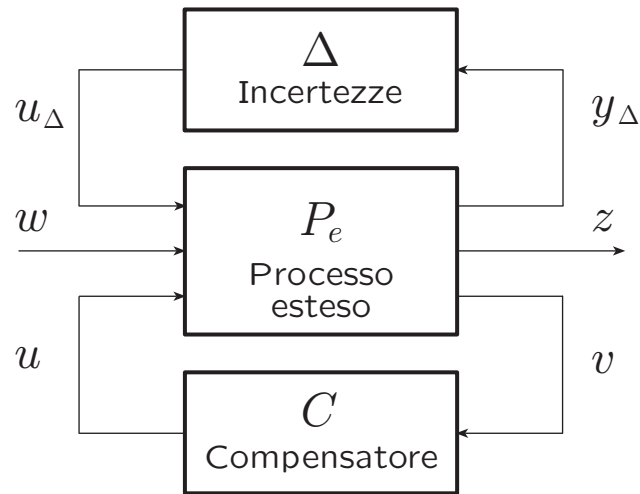 Δ
Incertezze
u_Δ
y_Δ
w
P_e
z
Processo
esteso
u
v
C
Compensatore